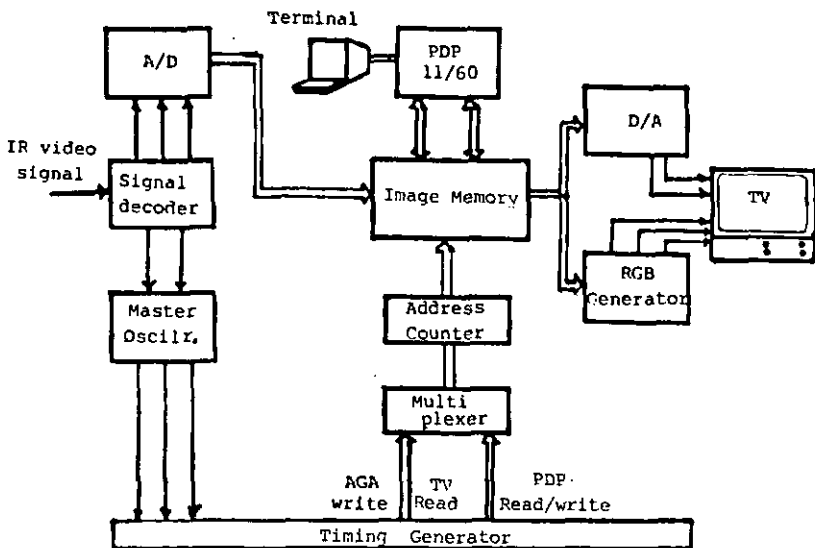 Terminal
A/D
PDP
11/60
D/A
IR video
signal
Signal
decoder
Image Memory
TV
RGB
Generator
Master
Oscilr.
Address
Counter
Multi
plexer
AGA
write
TV
Read
PDP
Read/write
Timing Generator